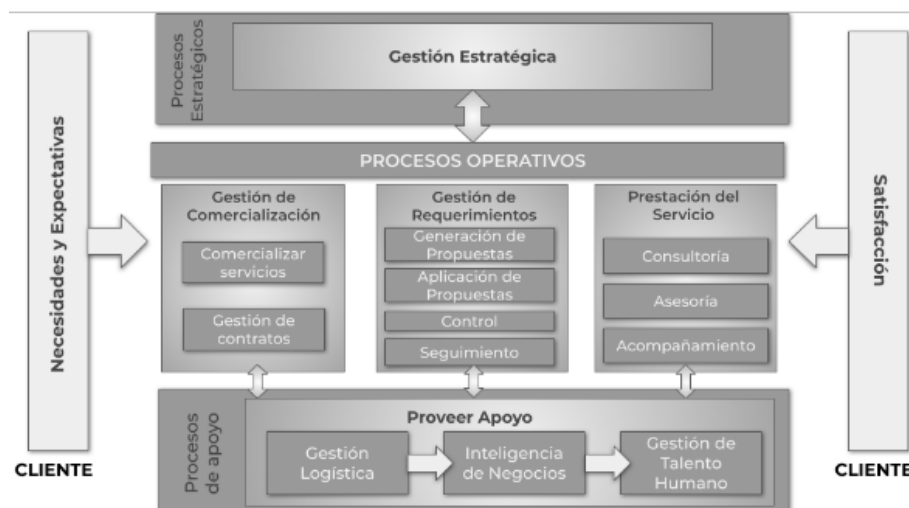 Necesidades y Expectativas
CLIENTE
Procesos
Estratégicos
Gestión Estratégica
PROCESOS OPERATIVOS
Gestión de
Comercialización
Comercializar
servicios
Gestión de
contratos
Gestión de
Requerimientos
Generación de
Propuestas
Aplicación de
Propuestas
Control
Seguimiento
Prestación del
Servicio
Consultoría
Asesoría
Acompañamiento
Procesos
de apoyo
Proveer Apoyo
Gestión
Logística
Inteligencia
de Negocios
Gestión de
Talento
Humano
Satisfacción
CLIENTE